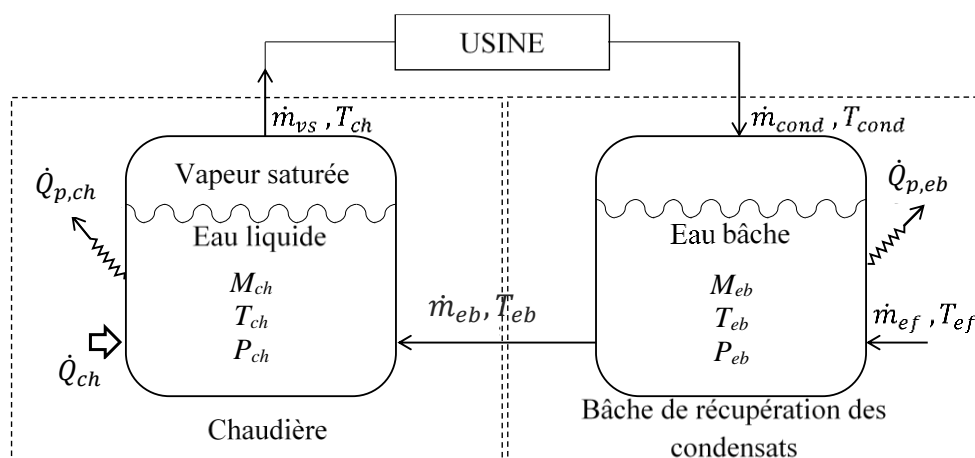 USINE
ṁ_vs , T_ch
ṁ_cond , T_cond
Q̇_p,ch
Vapeur saturée
Eau liquide
M_ch
T_ch
P_ch
Q̇_ch
Chaudière
ṁ_eb, T_eb
Q̇_p,eb
Eau bâche
M_eb
T_eb
P_eb
ṁ_ef , T_ef
Bâche de récupération des
condensats